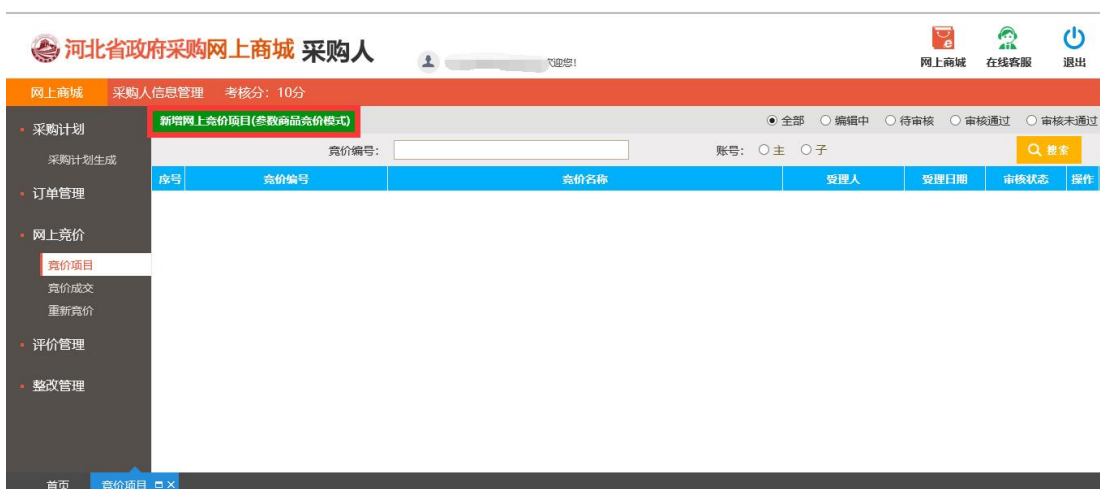 河北省政府采购网上商城 采购人
迎您!
网上商城 在线客服 退出
网上商城 采购人信息管理 考核分: 10分
新增网上竞价项目(参数商品竞价模式) 全部 编辑中 待审核 审核通过 审核未通过
竞价编号: 账号: 主 子 搜索
序号 竞价编号 竞价名称 受理人 受理日期 审核状态 操作
采购计划
采购计划生成
订单管理
网上竞价
竞价项目
竞价成交
重新竞价
评价管理
整改管理
首页 竞价项目